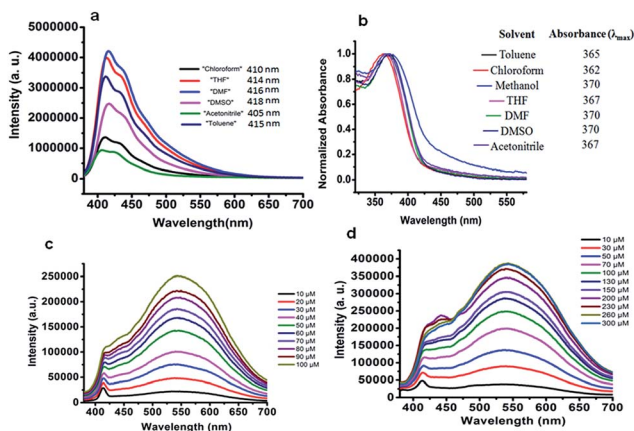 a
5000000
4000000
3000000
2000000
1000000
0
Intensity (a. u.)
400 450 500 550 600 650 700
Wavelength(nm)
"Chloroform" 410 nm
"THF" 414 nm
"DMF" 416 nm
"DMSO" 418 nm
"Acetonitrile" 405 nm
"Toluene" 415 nm
b
1.0
0.8
0.6
0.4
0.2
0.0
Normalized Absorbance
350 400 450 500 550
Wavelength (nm)
Solvent Absorbance (λmax)
Toluene 365
Chloroform 362
Methanol 370
THF 367
DMF 370
DMSO 370
Acetonitrile 367
c
250000
200000
150000
100000
50000
0
Intensity (a.u.)
400 450 500 550 600 650 700
Wavelength (nm)
10 µM
20 µM
30 µM
40 µM
50 µM
60 µM
70 µM
80 µM
90 µM
100 µM
d
400000
350000
300000
250000
200000
150000
100000
50000
0
Intensity (a.u.)
400 450 500 550 600 650 700
Wavelength (nm)
10 µM
30 µM
50 µM
70 µM
100 µM
130 µM
150 µM
200 µM
230 µM
260 µM
300 µM